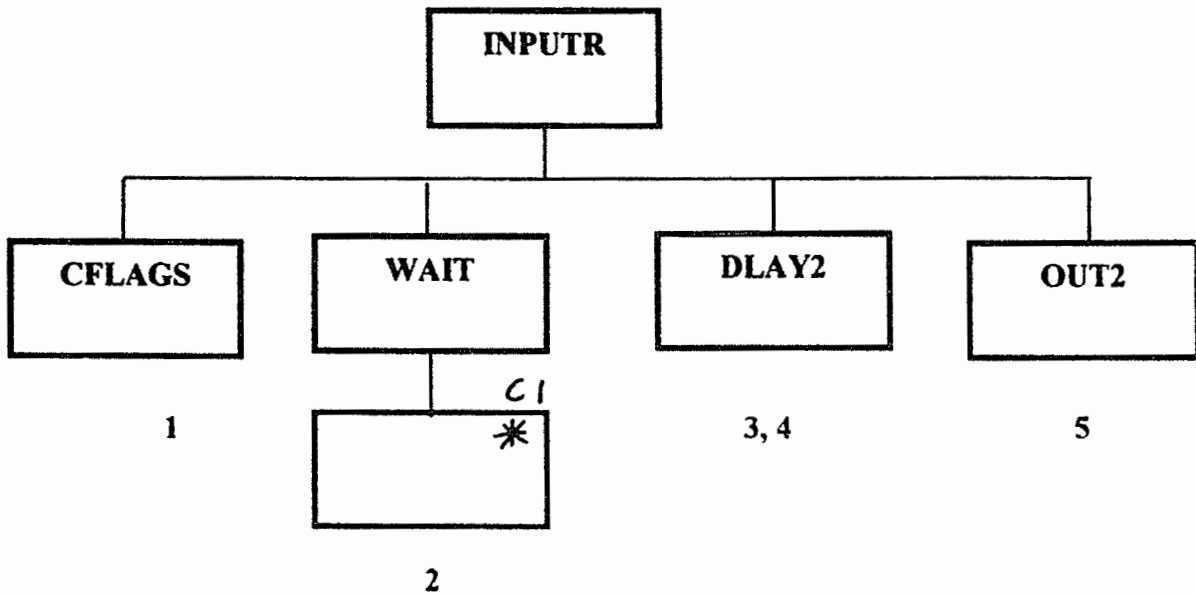 INPUTR
CFLAGS
WAIT
DLAY2
OUT2
C1
*
1
3, 4
5
2